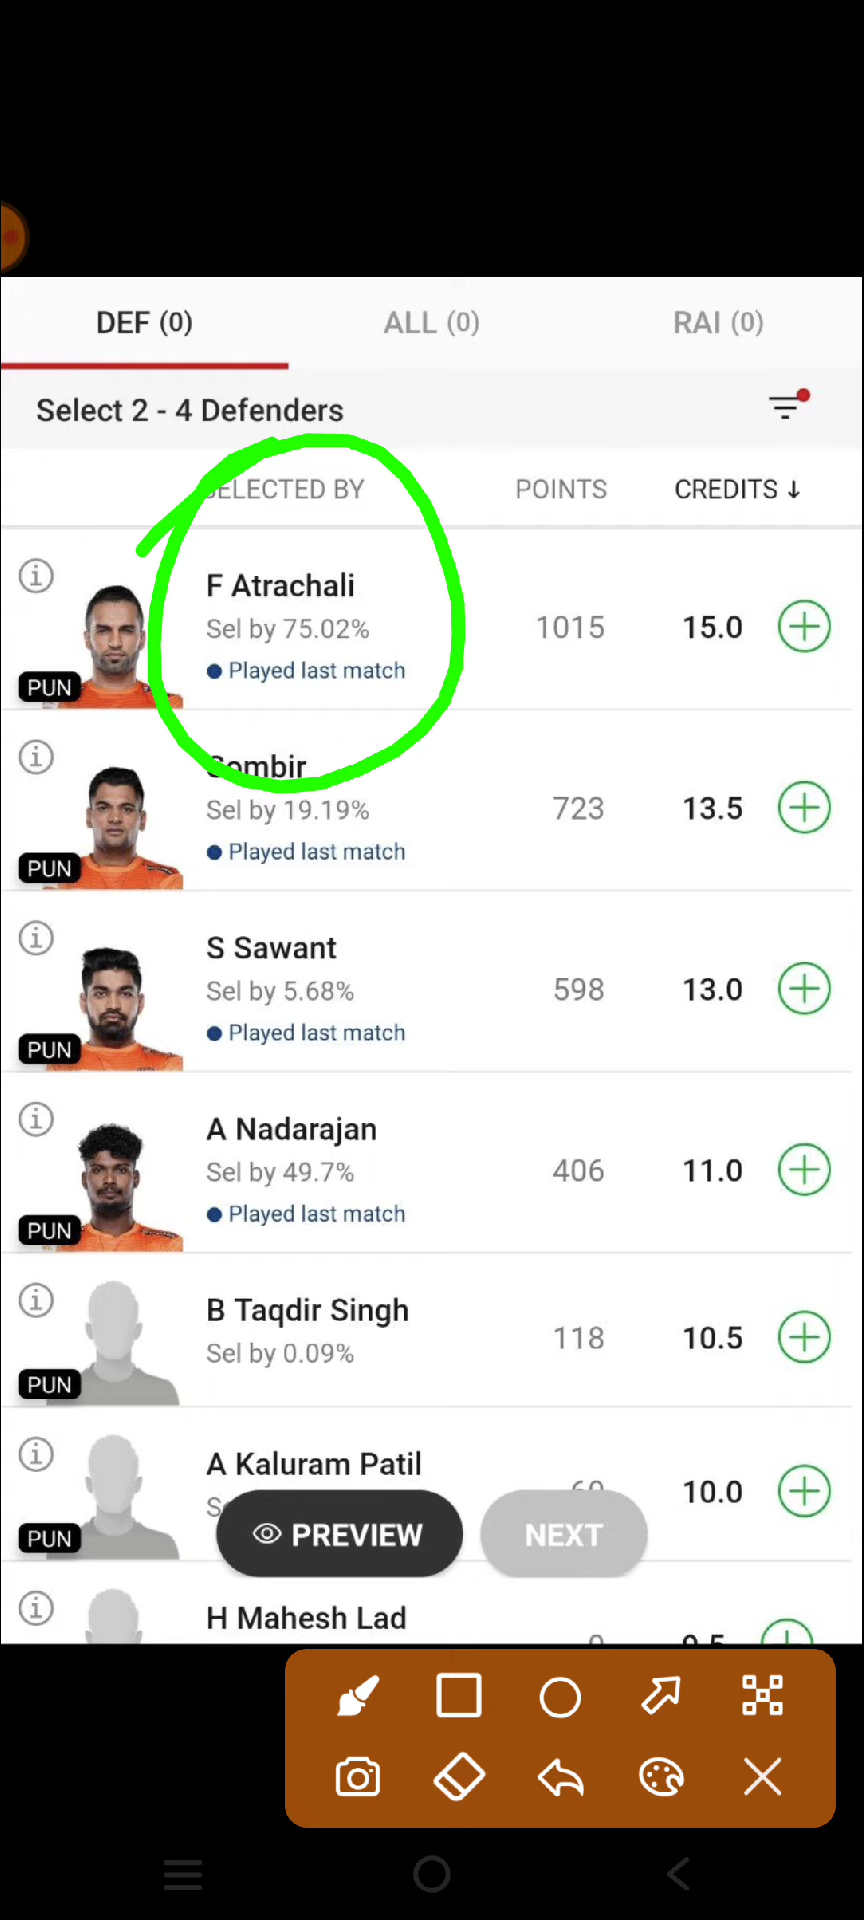 DEF (0) ALL (0) RAI (0)
Select 2 - 4 Defenders
SELECTED BY POINTS CREDITS ↓
F Atrachali
Sel by 75.02% 1015 15.0
Played last match
PUN
Sombir
Sel by 19.19% 723 13.5
Played last match
PUN
S Sawant
Sel by 5.68% 598 13.0
Played last match
PUN
A Nadarajan
Sel by 49.7% 406 11.0
Played last match
PUN
B Taqdir Singh
Sel by 0.09% 118 10.5
PUN
A Kaluram Patil
10.0
PUN
PREVIEW NEXT
H Mahesh Lad